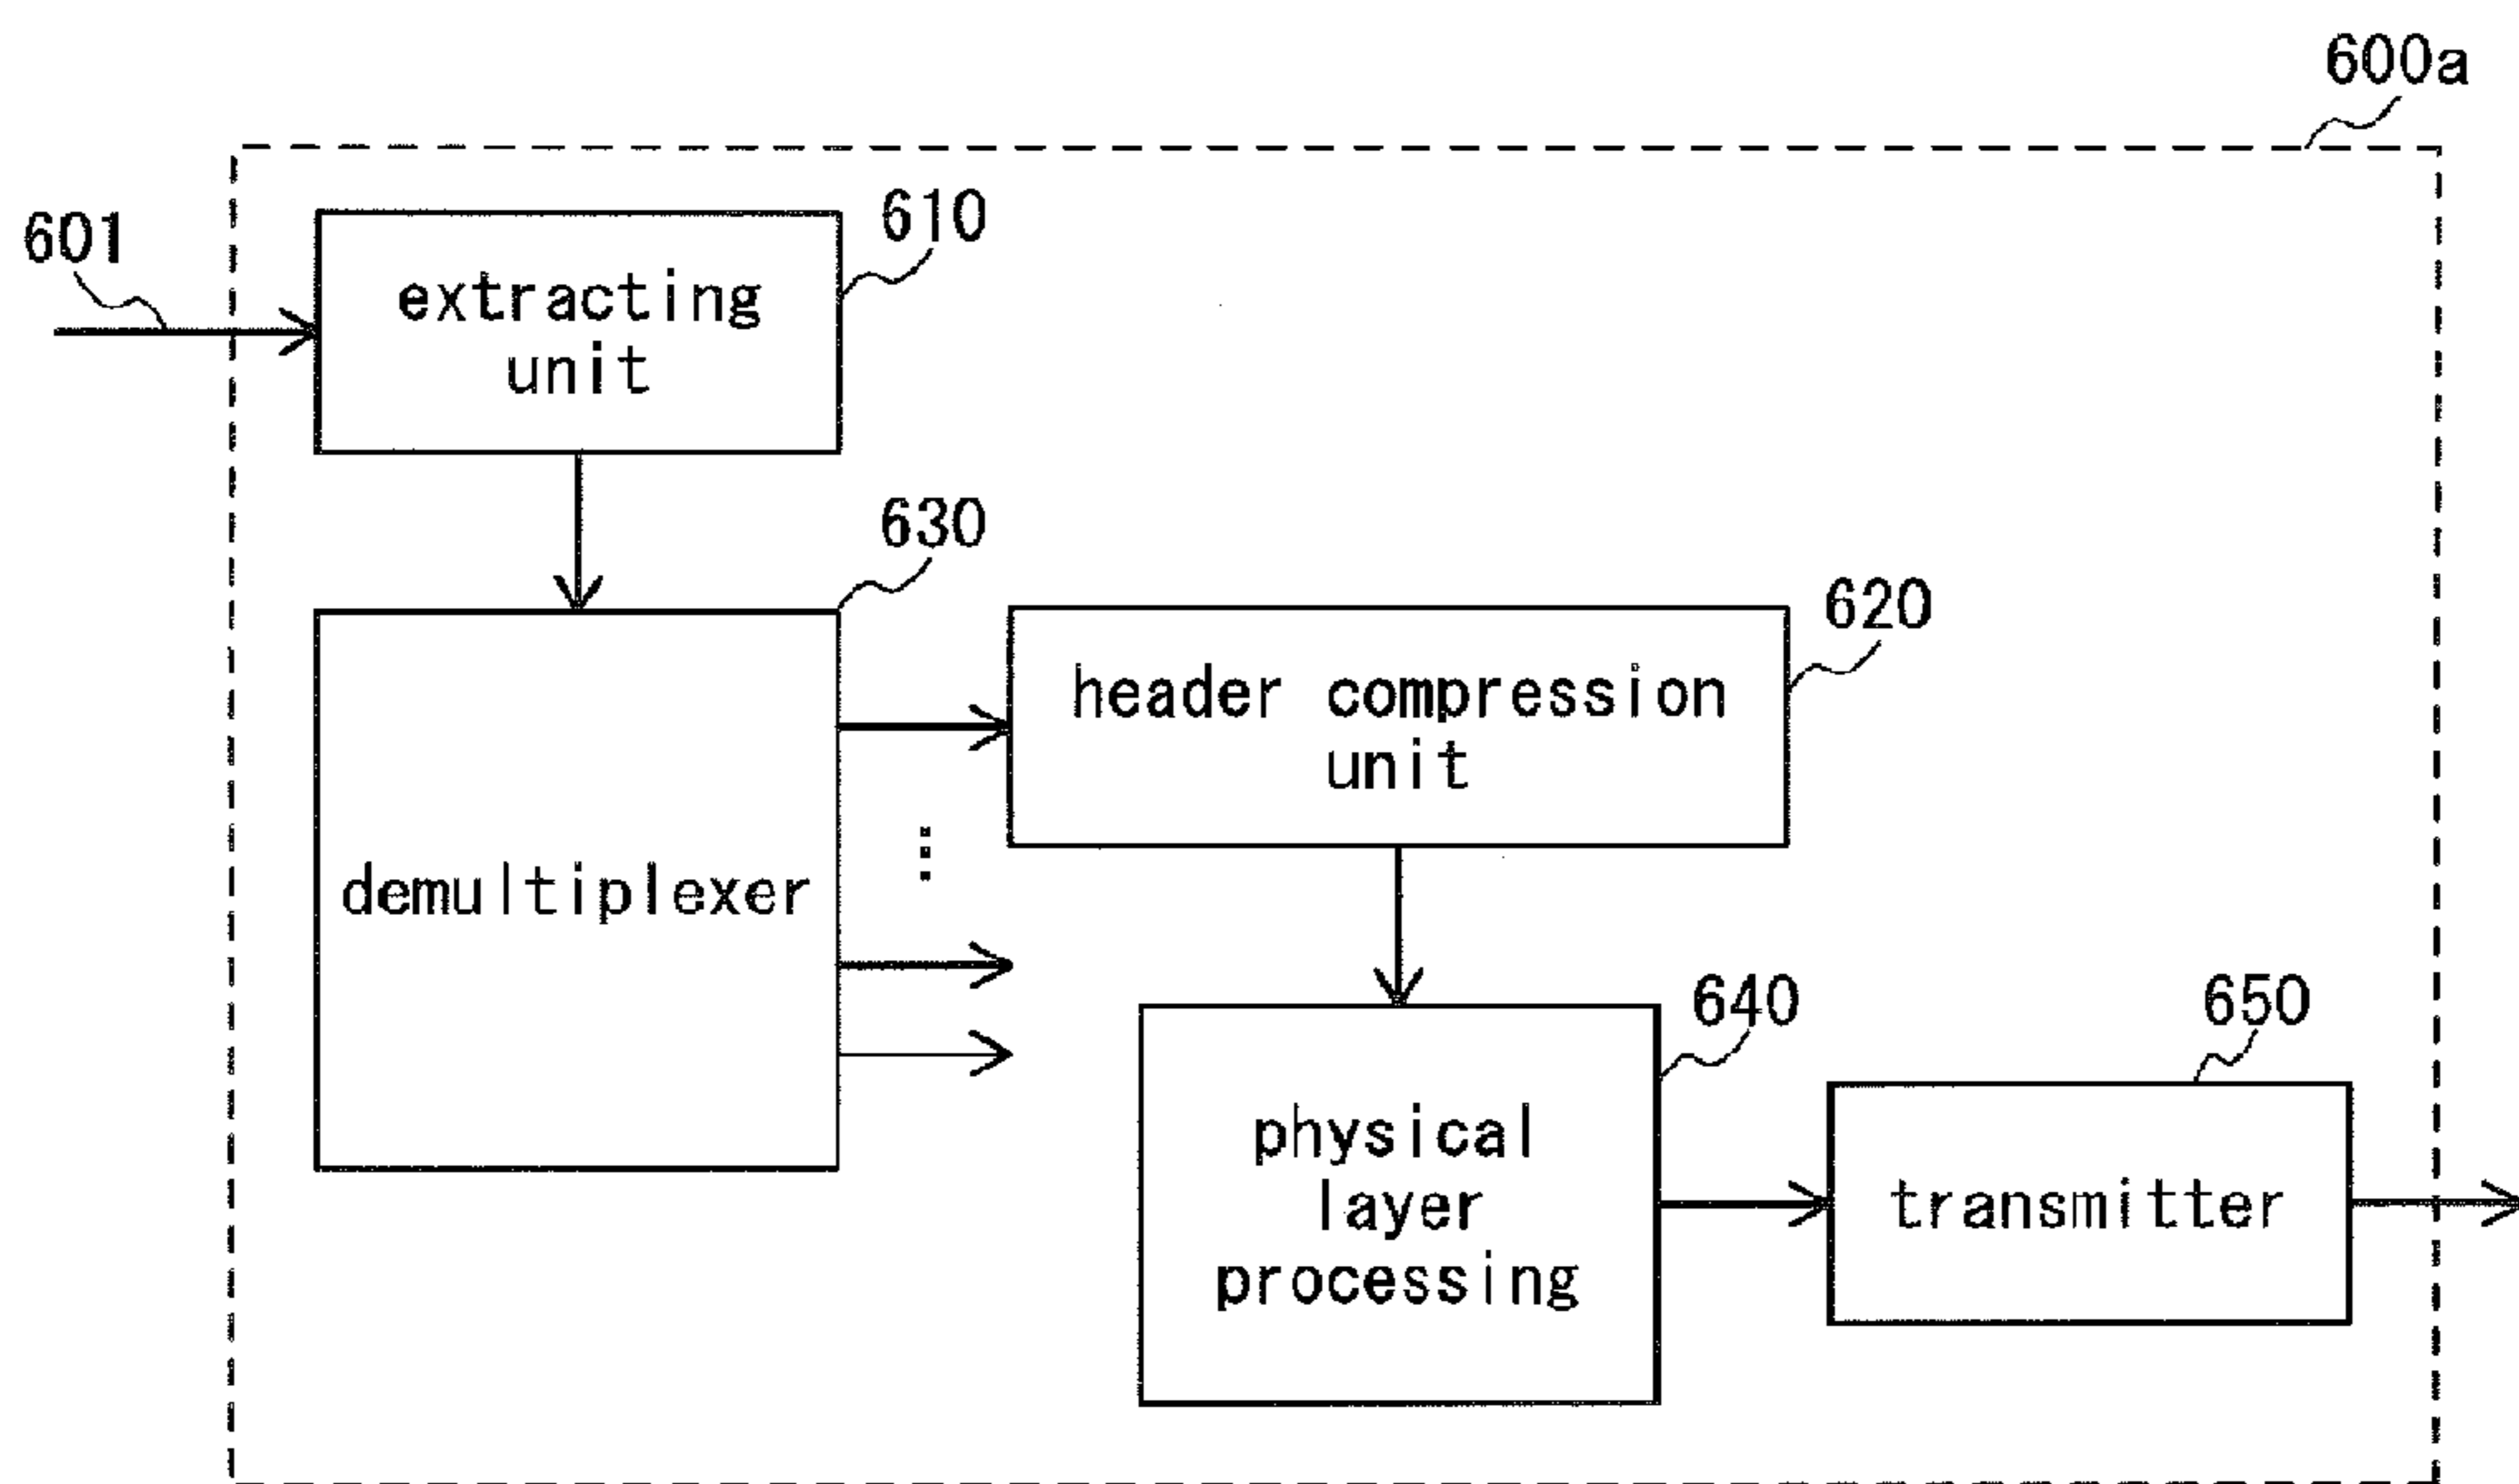 600a
601
610
extracting
unit
630
620
header compression
unit
demultiplexer
640
650
physical
layer
processing
transmitter